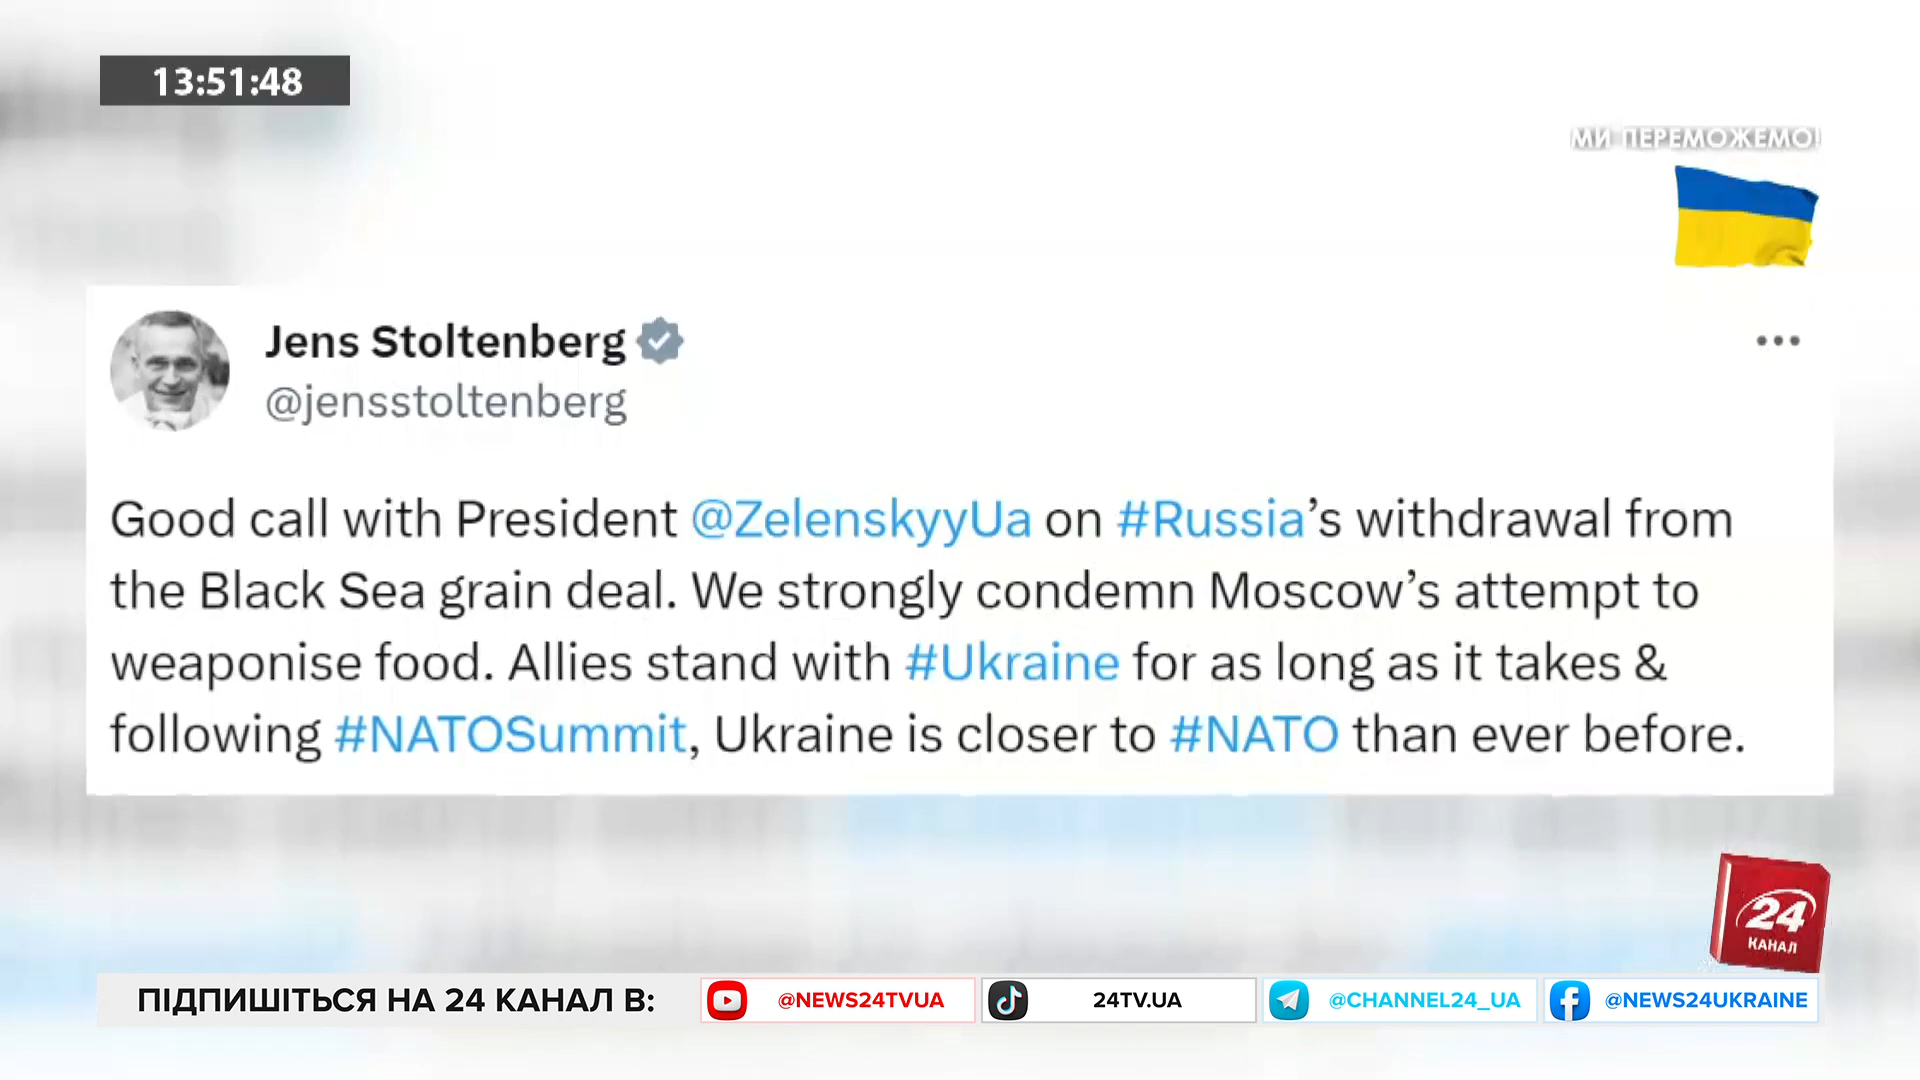 13:51:48
МИ ПЕРЕМОЖЕМО!
Jens Stoltenberg
@jensstoltenberg
Good call with President @ZelenskyyUa on #Russia’s withdrawal from
the Black Sea grain deal. We strongly condemn Moscow’s attempt to
weaponise food. Allies stand with #Ukraine for as long as it takes &
following #NATOSummit, Ukraine is closer to #NATO than ever before.
24
КАНАЛ
ПІДПИШІТЬСЯ НА 24 КАНАЛ В: @NEWS24TVUA 24TV.UA @CHANNEL24_UA @NEWS24UKRAINE